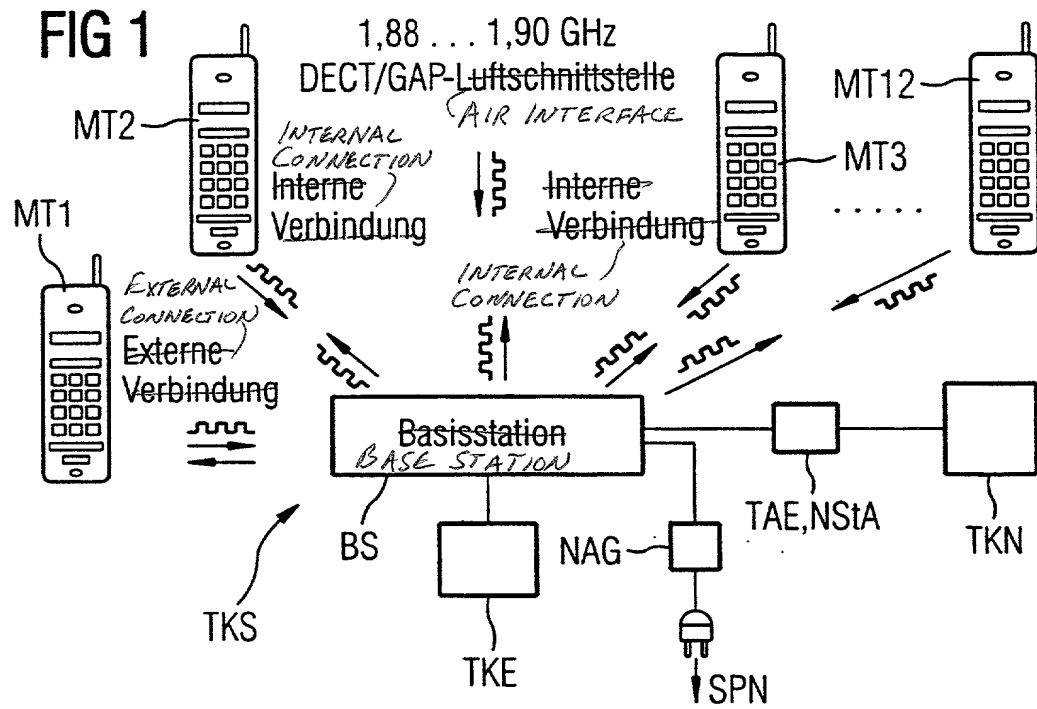 FIG 1
1,88 . . . 1,90 GHz
DECT/GAP-Luftschnittstelle
AIR INTERFACE
MT2
MT12
MT3
INTERNAL
CONNECTION
Interne
Verbindung
Interne
Verbindung
INTERNAL
CONNECTION
. . . . .
MT1
EXTERNAL
CONNECTION
Externe
Verbindung
Basisstation
BASE STATION
BS
TKS
TKE
NAG
SPN
TAE,NStA
TKN